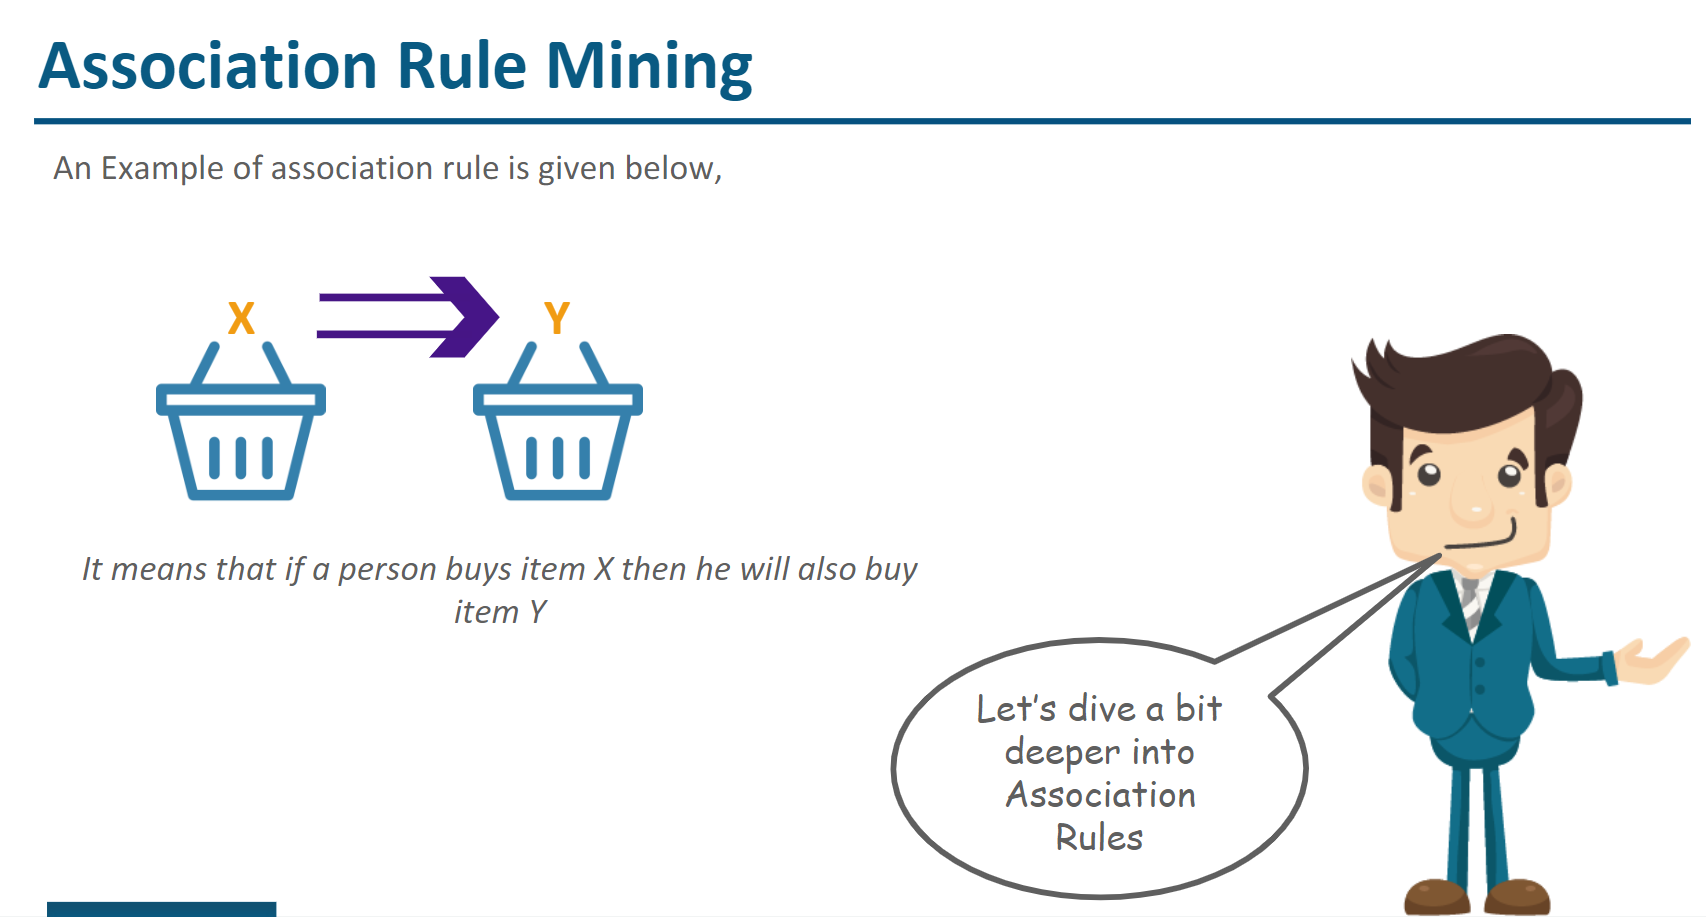 Association Rule Mining
An Example of association rule is given below,
X
Y
It means that if a person buys item X then he will also buy
item Y
Let's dive a bit
deeper into
Association
Rules